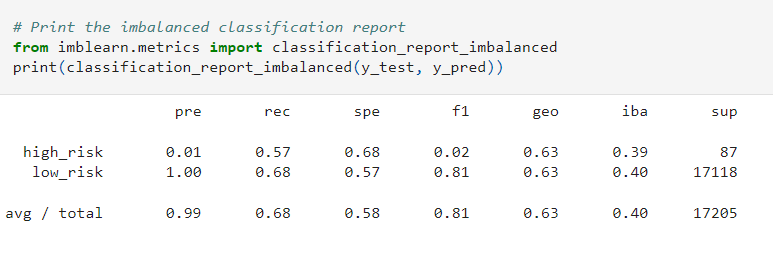 # Print the imbalanced classification report
from imblearn.metrics import classification_report_imbalanced
print(classification_report_imbalanced(y_test, y_pred))
pre rec spe f1 geo iba sup
high_risk 0.01 0.57 0.68 0.02 0.63 0.39 87
low_risk 1.00 0.68 0.57 0.81 0.63 0.40 17118
avg / total 0.99 0.68 0.58 0.81 0.63 0.40 17205